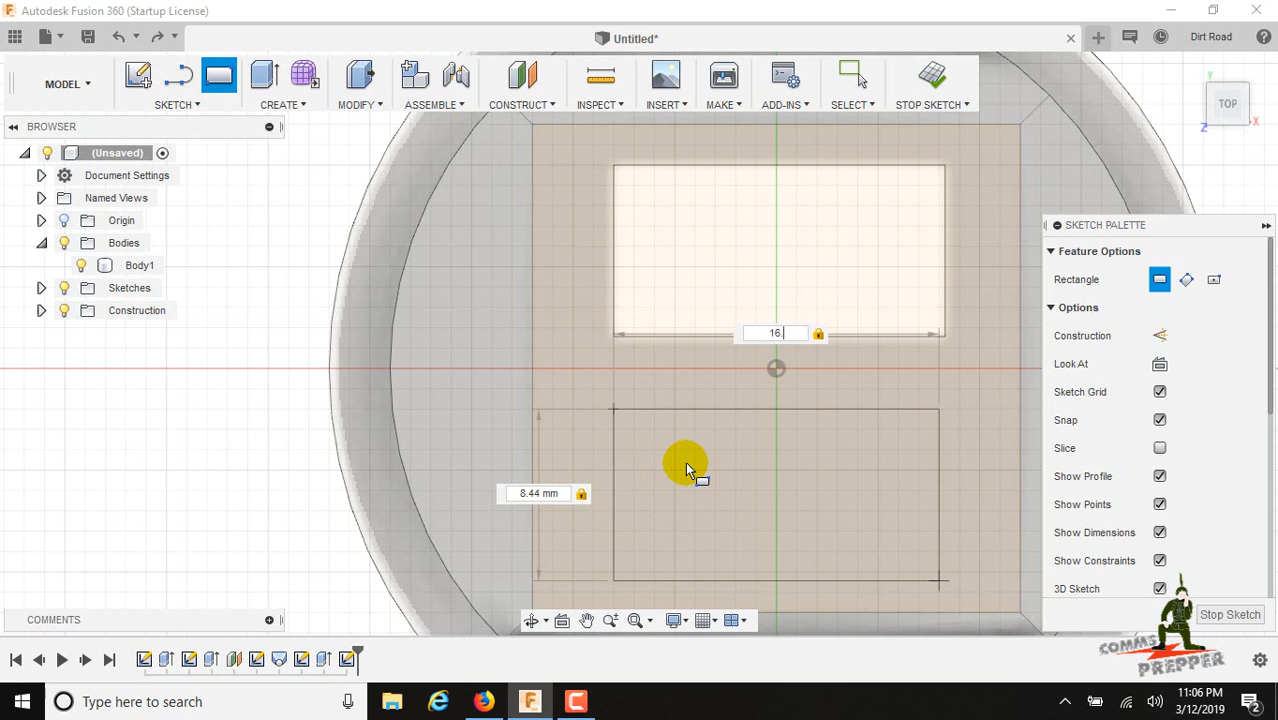 Autodesk Fusion 360 (Startup License)
Untitled*
Dirt Road
MODEL
SKETCH
CREATE
MODIFY
ASSEMBLE
CONSTRUCT
INSPECT
INSERT
MAKE
ADD-INS
SELECT
STOP SKETCH
BROWSER
(Unsaved)
Document Settings
Named Views
Origin
Bodies
Body1
Sketches
Construction
TOP
Y
X
Z
16.
8.44 mm
SKETCH PALETTE
Feature Options
Rectangle
Options
Construction
Look At
Sketch Grid
Snap
Slice
Show Profile
Show Points
Show Dimensions
Show Constraints
3D Sketch
Stop Sketch
COMMENTS
COMMS
PREPPER
Type here to search
11:06 PM
3/12/2019
2